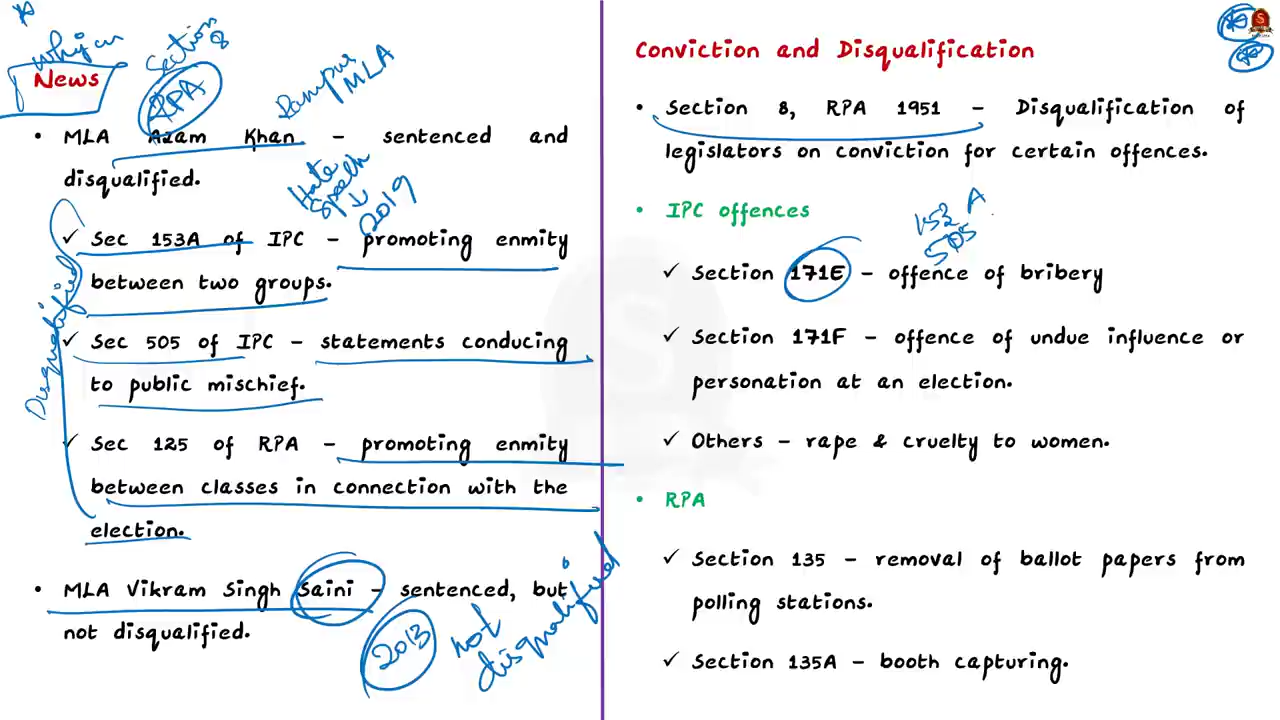 Why in
News
Section 8
RPA
Rampur
MLA
• MLA Azam Khan – sentenced and
disqualified.
Hate
Speech
2019
✓ Sec 153A of IPC – promoting enmity
between two groups.
✓ Sec 505 of IPC – statements conducing
to public mischief.
✓ Sec 125 of RPA – promoting enmity
between classes in connection with the
election.
Disqualified
• MLA Vikram Singh Saini – sentenced, but
not disqualified.
2013
not
disqualified
Conviction and Disqualification
• Section 8, RPA 1951 – Disqualification of
legislators on conviction for certain offences.
• IPC offences
153 A
505
✓ Section 171E – offence of bribery
✓ Section 171F – offence of undue influence or
personation at an election.
✓ Others – rape & cruelty to women.
• RPA
✓ Section 135 – removal of ballot papers from
polling stations.
✓ Section 135A – booth capturing.